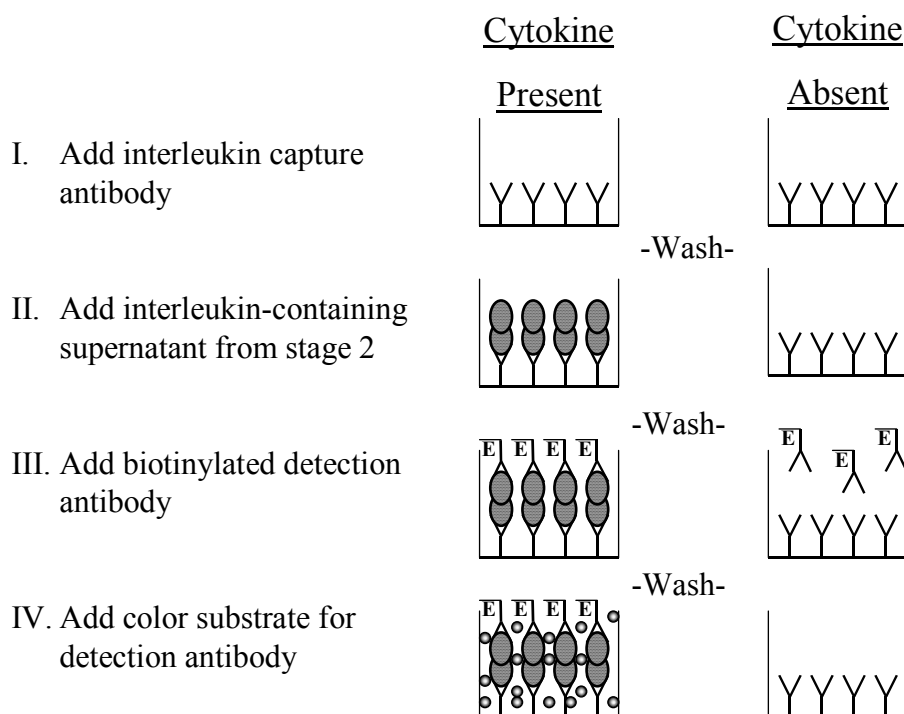 Cytokine Cytokine
Present Absent
I. Add interleukin capture
antibody
-Wash-
II. Add interleukin-containing
supernatant from stage 2
-Wash-
E E E E E E E
III. Add biotinylated detection
antibody
-Wash-
E E E E
IV. Add color substrate for
detection antibody